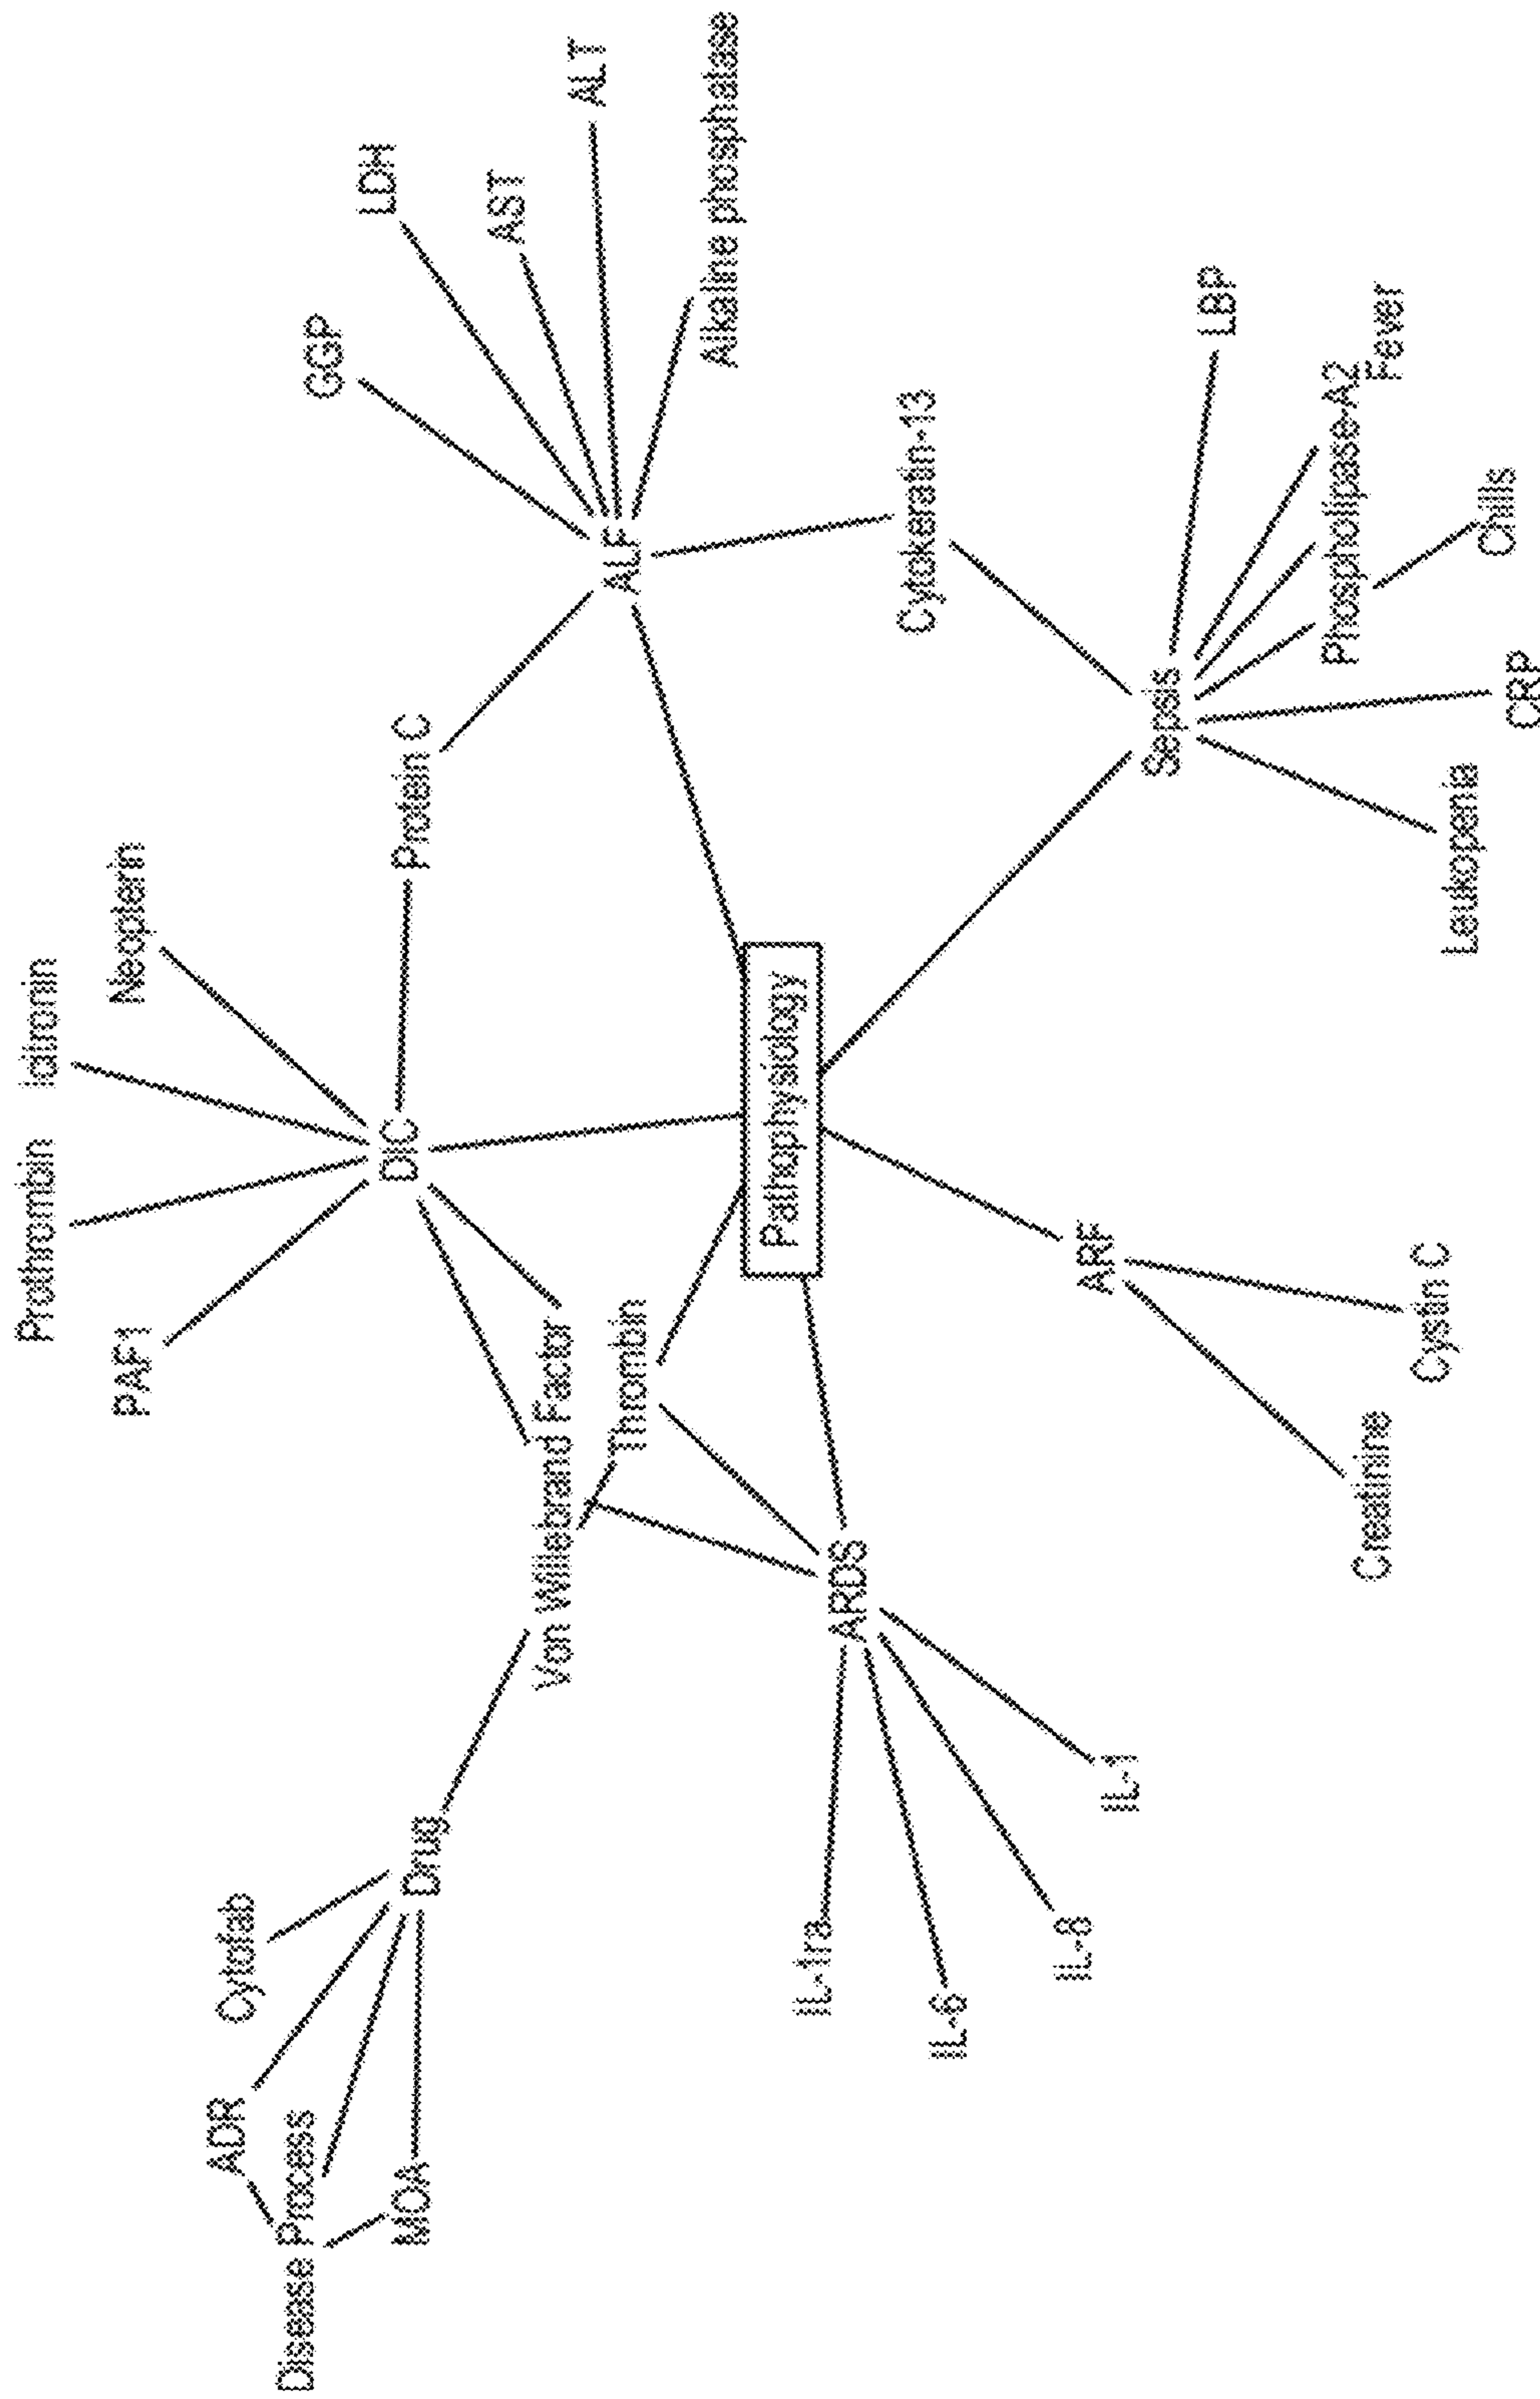 Disease Process
ADR
MOA
Cytofab
Drug
IL-1ra
IL-6
IL-8
IL-1
ARDS
Von Willebrand Factor
Thrombin
PAF1
Prothrombin
Iatronin
Neopterin
DIC
Protein C
Pathophysiology
ARF
Creatinine
Cystin C
GGP
LDH
AST
ALT
Alkaline phosphatase
ALF
Cytokeratin-13
Sepsis
LBP
Phospholipase-A2
Fever
Chills
CRP
Leukopenia